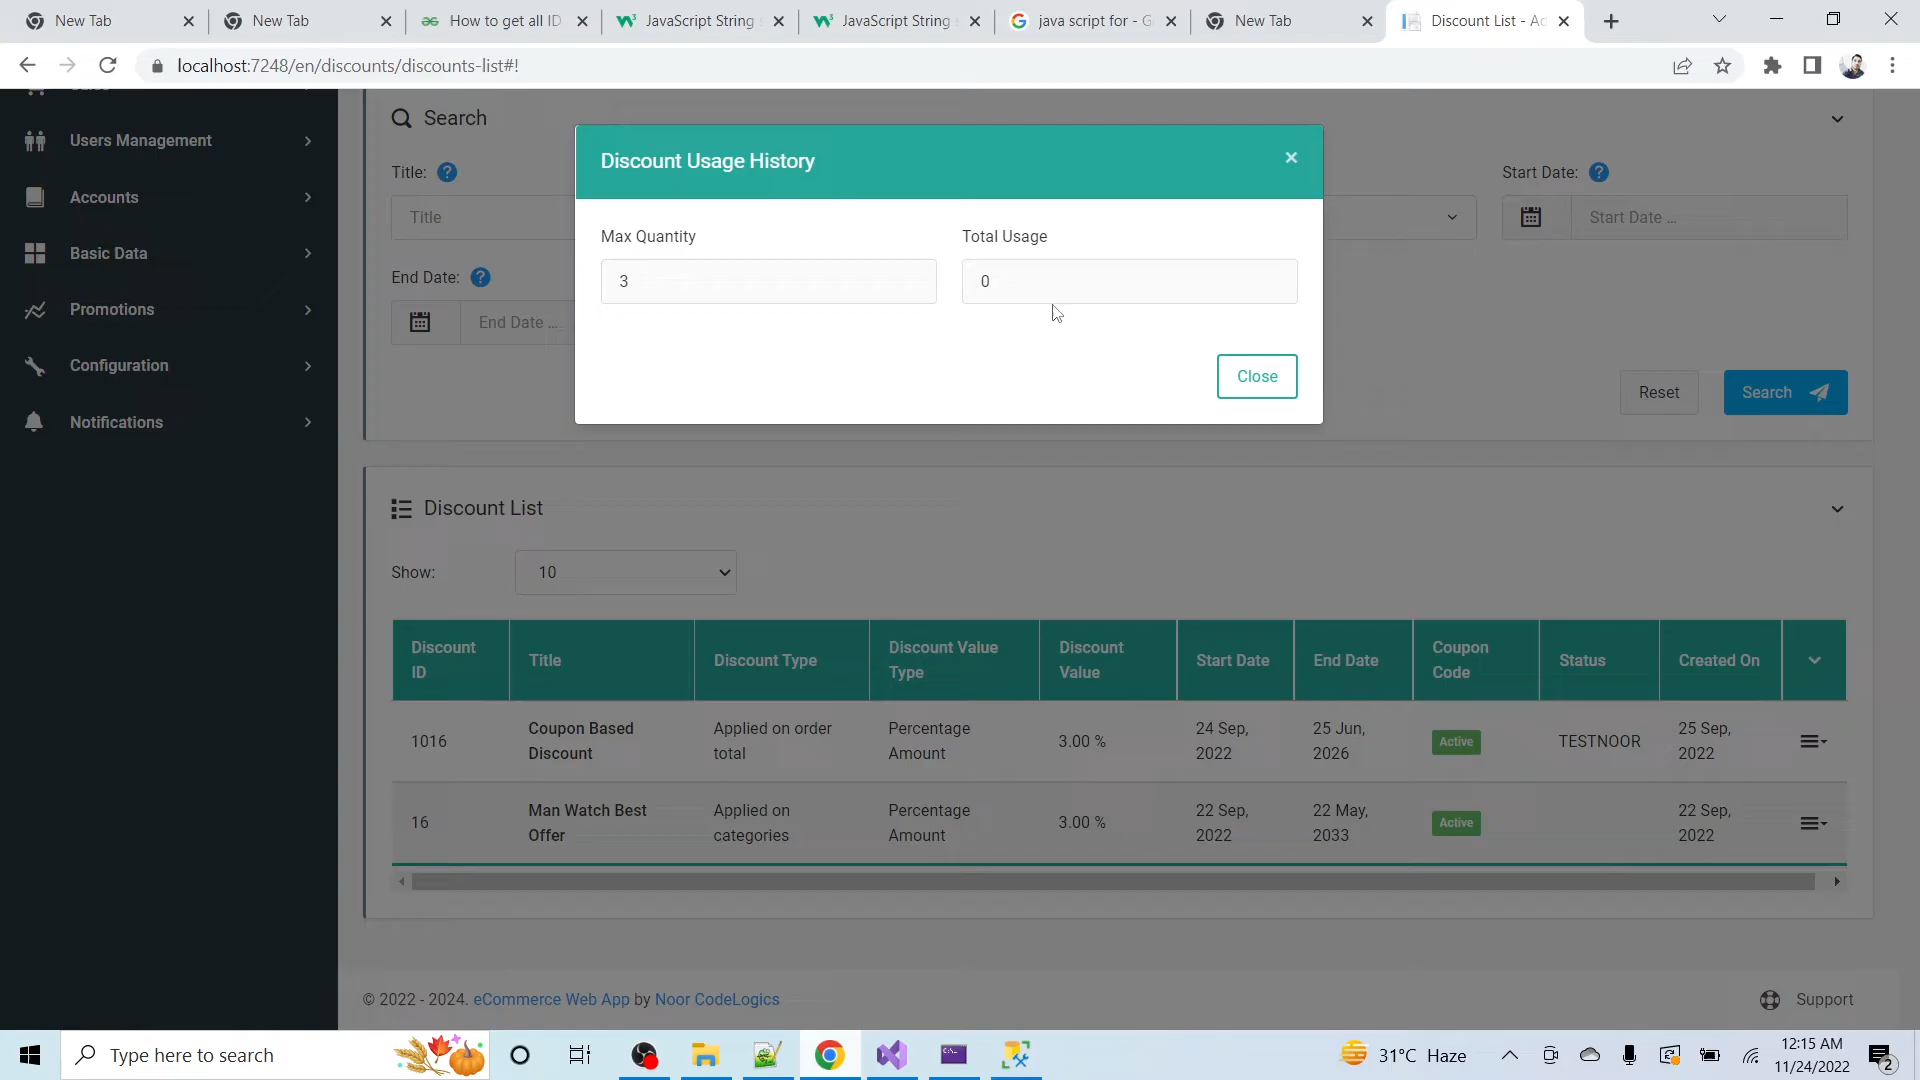 New Tab
New Tab
How to get all ID
JavaScript String
JavaScript String
java script for - G
New Tab
Discount List - Ad
localhost:7248/en/discounts/discounts-list#!
Users Management
Accounts
Basic Data
Promotions
Configuration
Notifications
Search
Title:
Title
Start Date:
Start Date ...
End Date:
End Date ...
Reset
Search
Discount Usage History
Max Quantity
Total Usage
3
0
Close
Discount List
Show:
10
Discount ID
Title
Discount Type
Discount Value Type
Discount Value
Start Date
End Date
Coupon Code
Status
Created On
1016
Coupon Based Discount
Applied on order total
Percentage Amount
3.00 %
24 Sep, 2022
25 Jun, 2026
Active
TESTNOOR
25 Sep, 2022
16
Man Watch Best Offer
Applied on categories
Percentage Amount
3.00 %
22 Sep, 2022
22 May, 2033
Active
22 Sep, 2022
© 2022 - 2024. eCommerce Web App by Noor CodeLogics
Support
Type here to search
31°C Haze
12:15 AM
11/24/2022
2